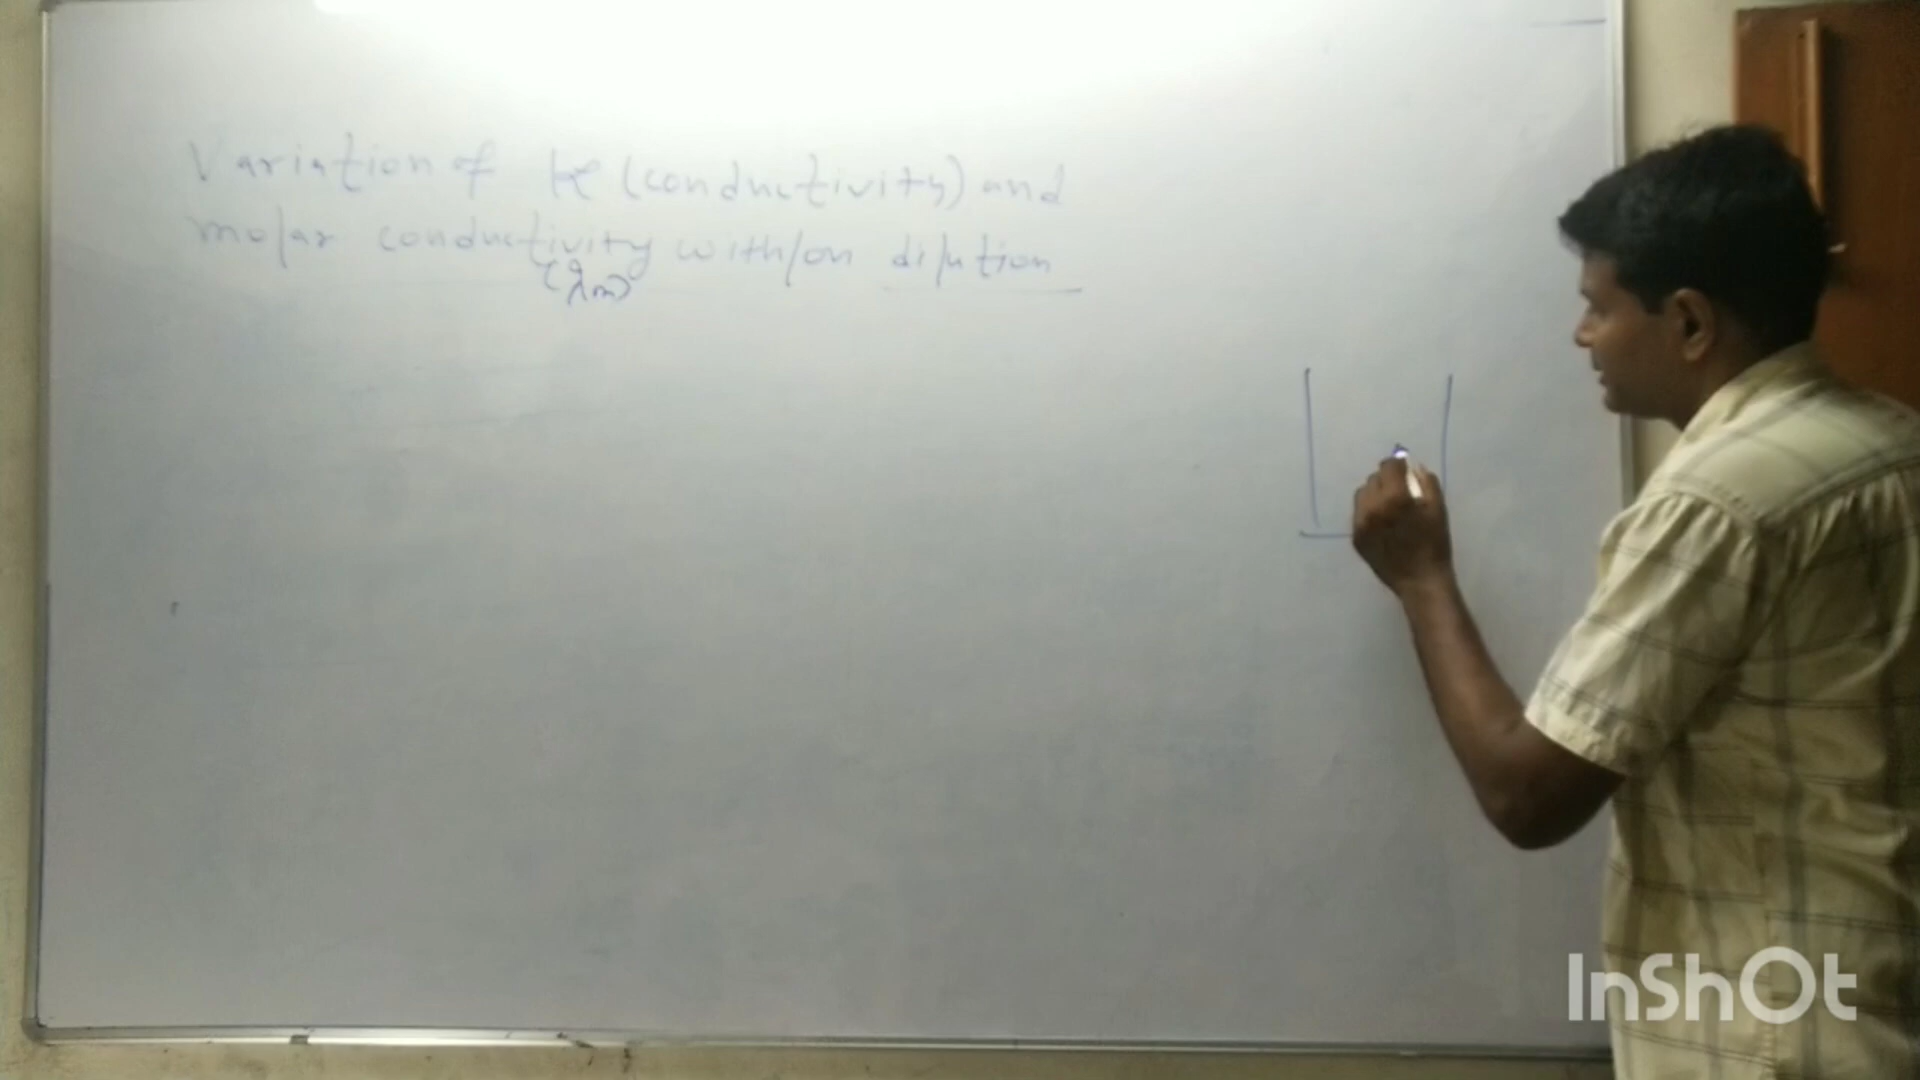 Variation of K (conductivity) and
molar conductivity with/on dilution
(λm)
InShOt